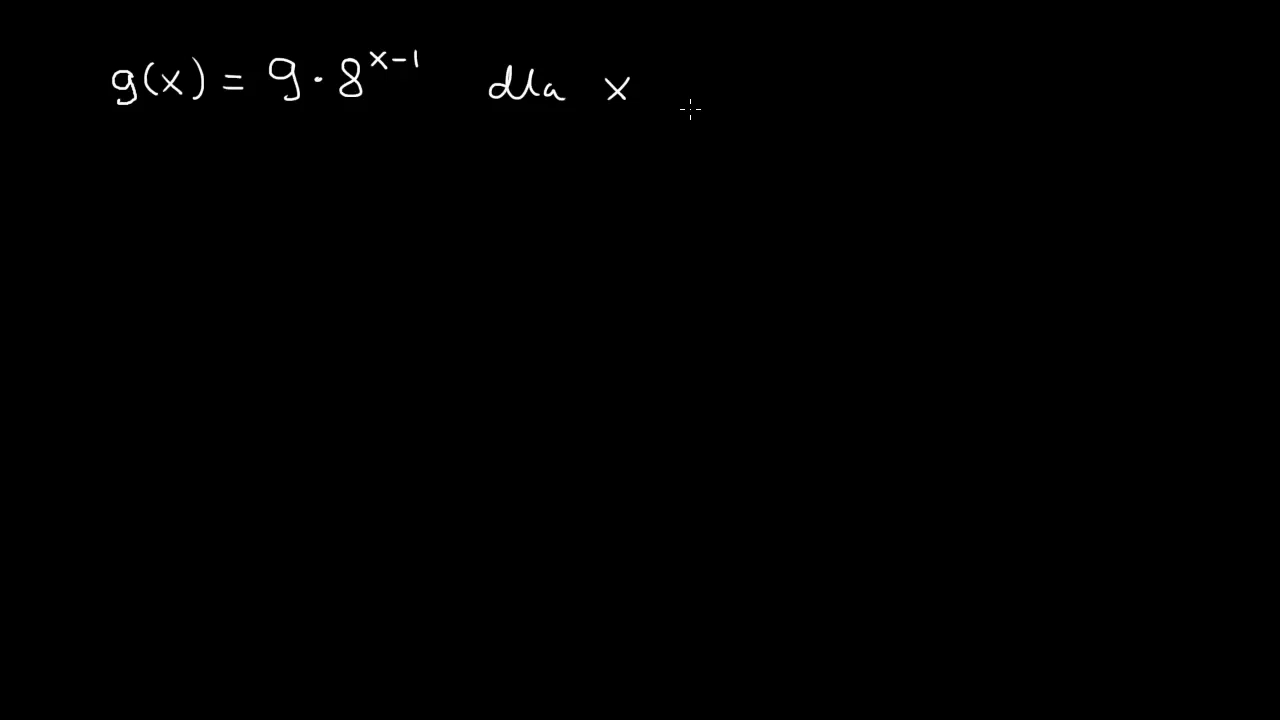 g(x) = 9 · 8^{x-1} dla x